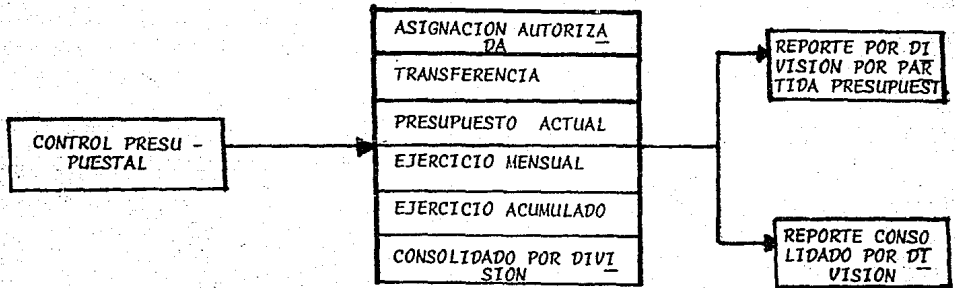 ASIGNACION AUTORIZA
DA
TRANSFERENCIA
PRESUPUESTO ACTUAL
EJERCICIO MENSUAL
EJERCICIO ACUMULADO
CONSOLIDADO POR DIVI
SION
CONTROL PRESU -
PUESTAL
REPORTE POR DI
VISION POR PAR
TIDA PRESUPUEST.
REPORTE CONSO
LIDADO POR DI
VISION